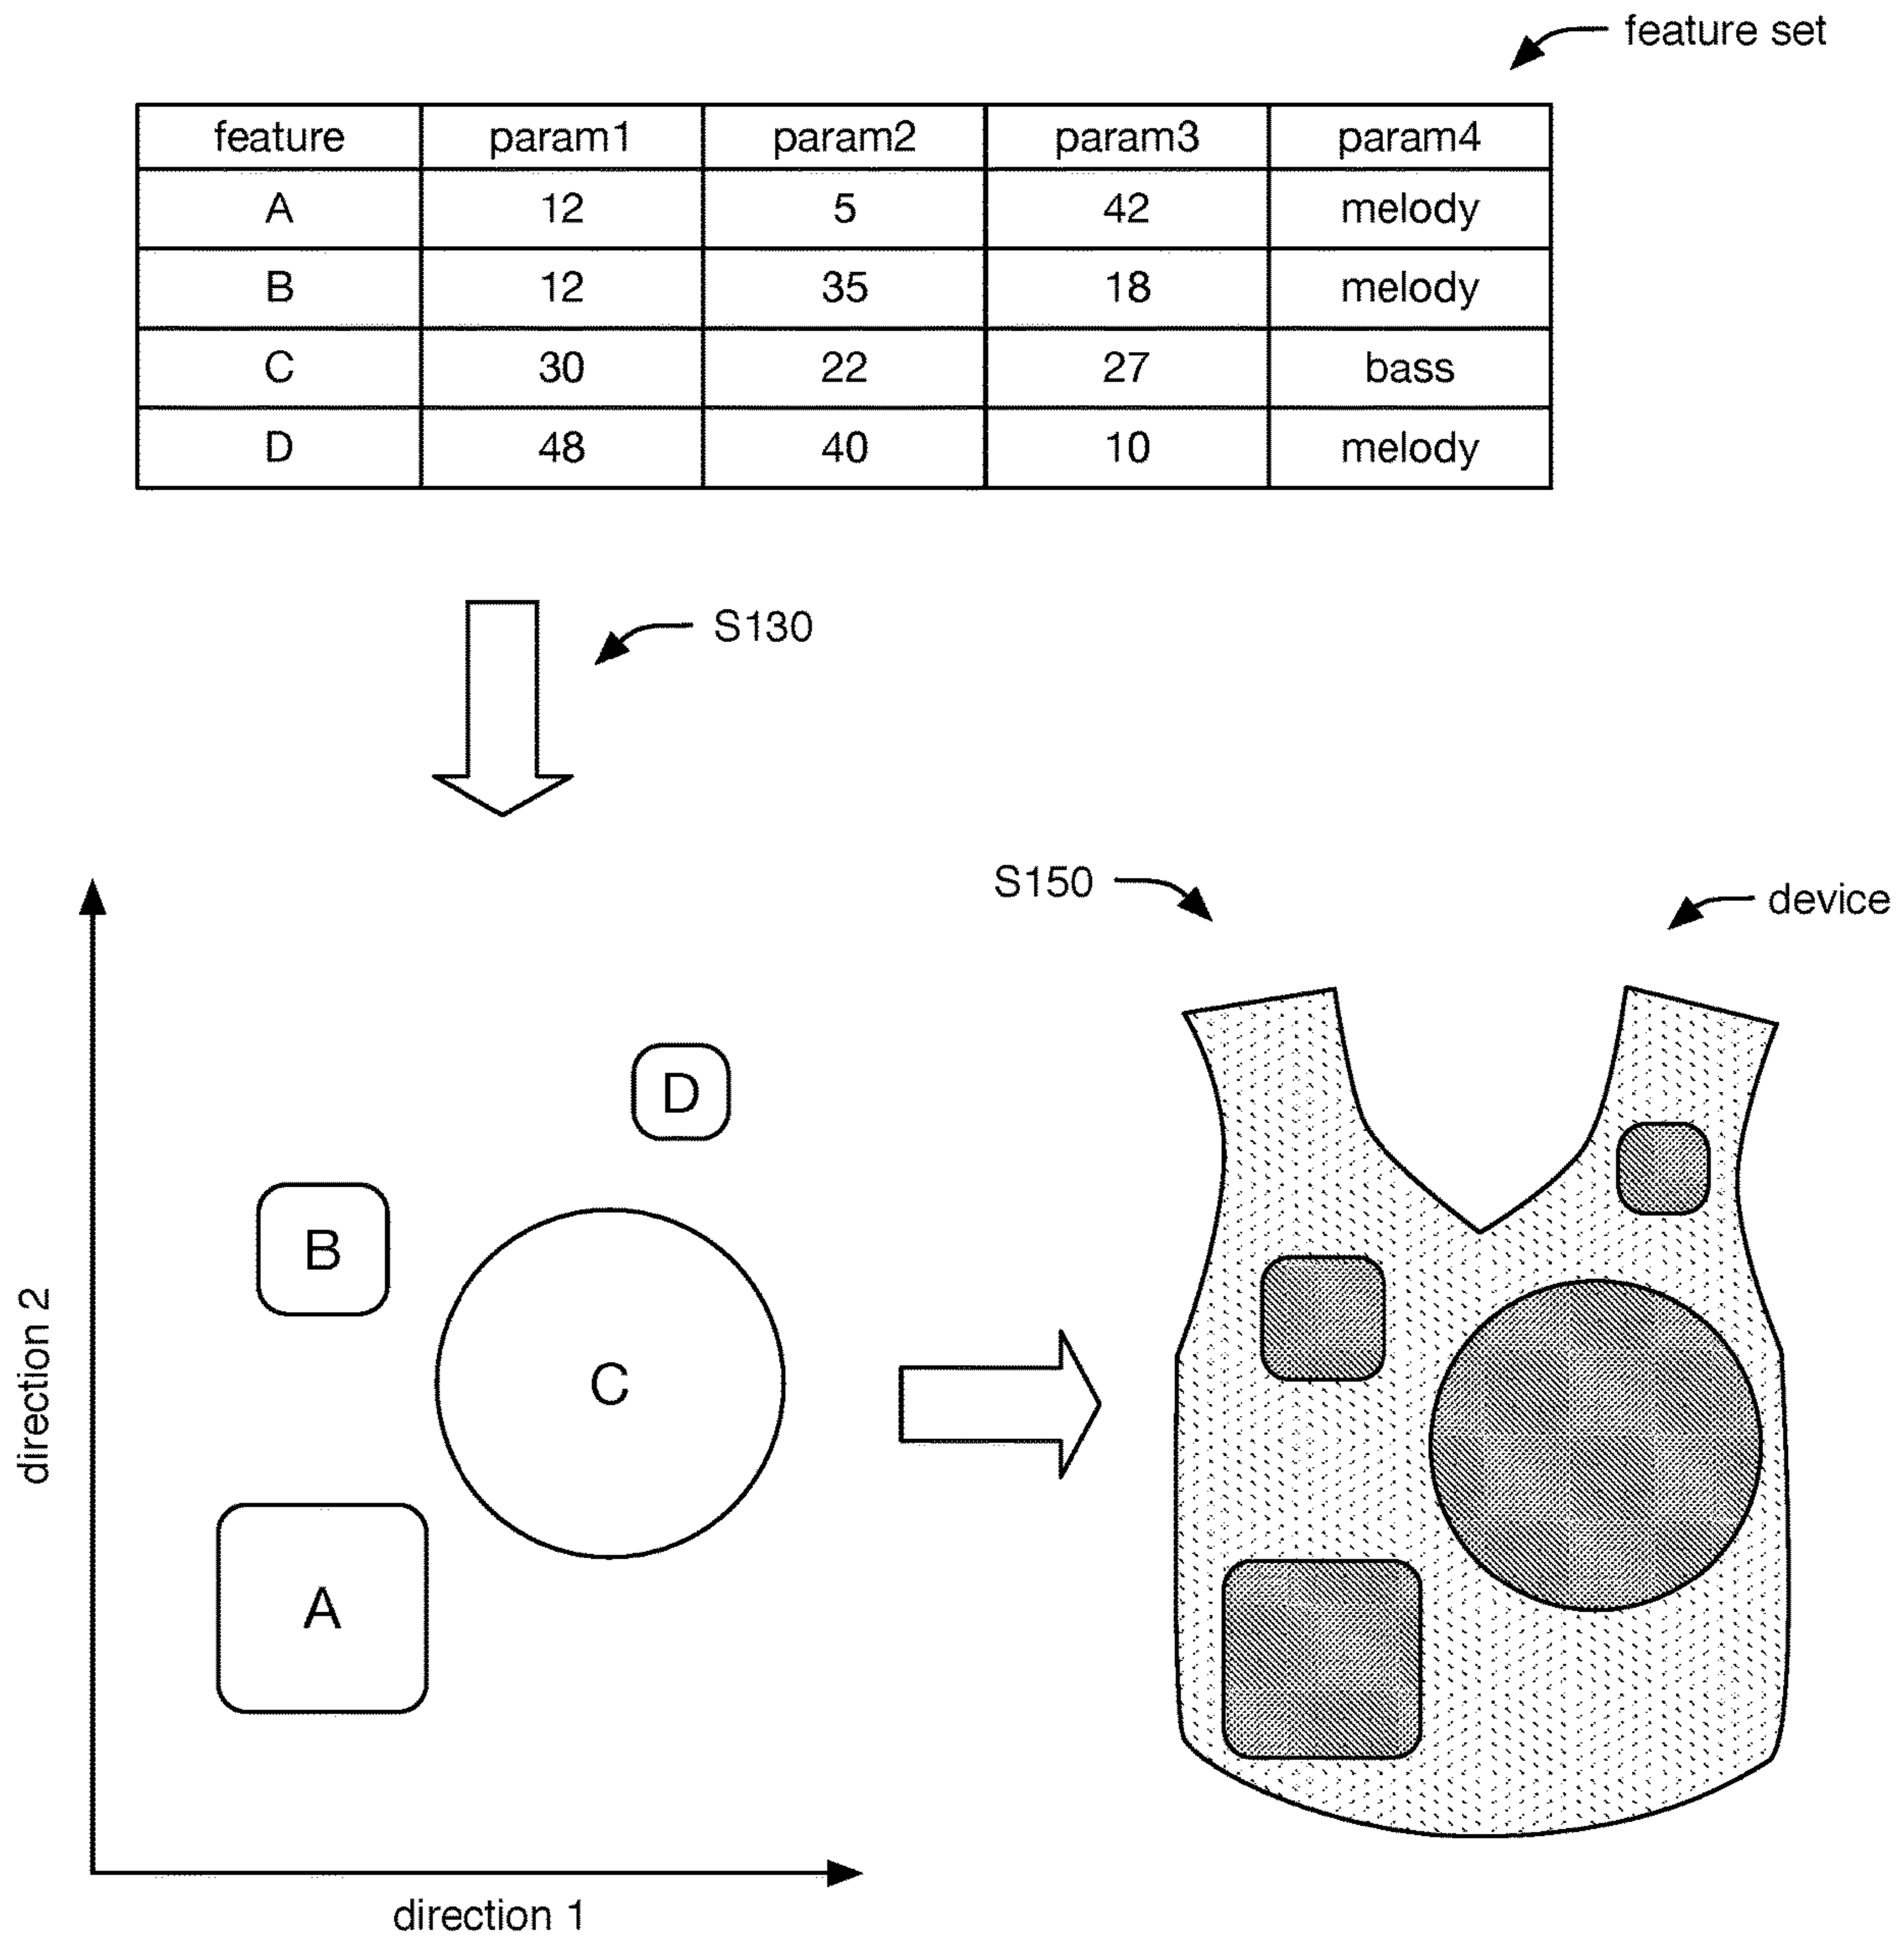 feature set
feature param1 param2 param3 param4
A 12 5 42 melody
B 12 35 18 melody
C 30 22 27 bass
D 48 40 10 melody
S130
S150
device
D
B
C
A
direction 2
direction 1